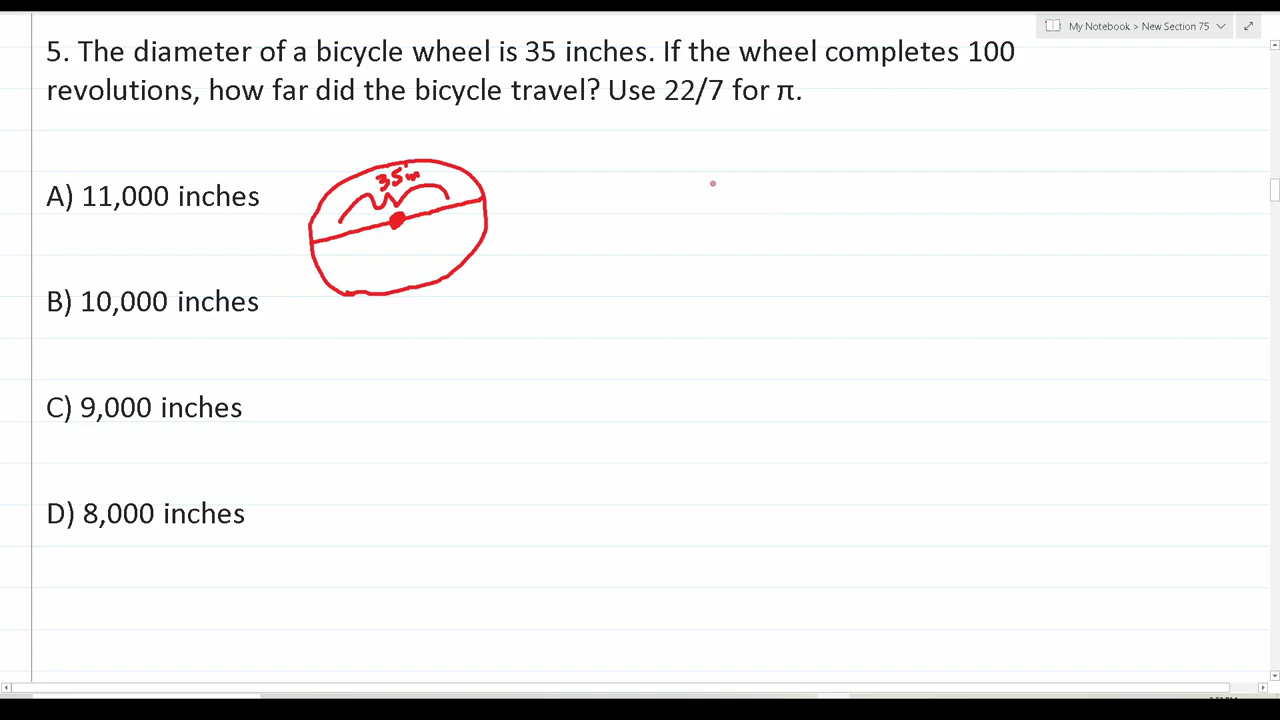 My Notebook > New Section 75
5. The diameter of a bicycle wheel is 35 inches. If the wheel completes 100
revolutions, how far did the bicycle travel? Use 22/7 for π.
35 in
A) 11,000 inches
B) 10,000 inches
C) 9,000 inches
D) 8,000 inches